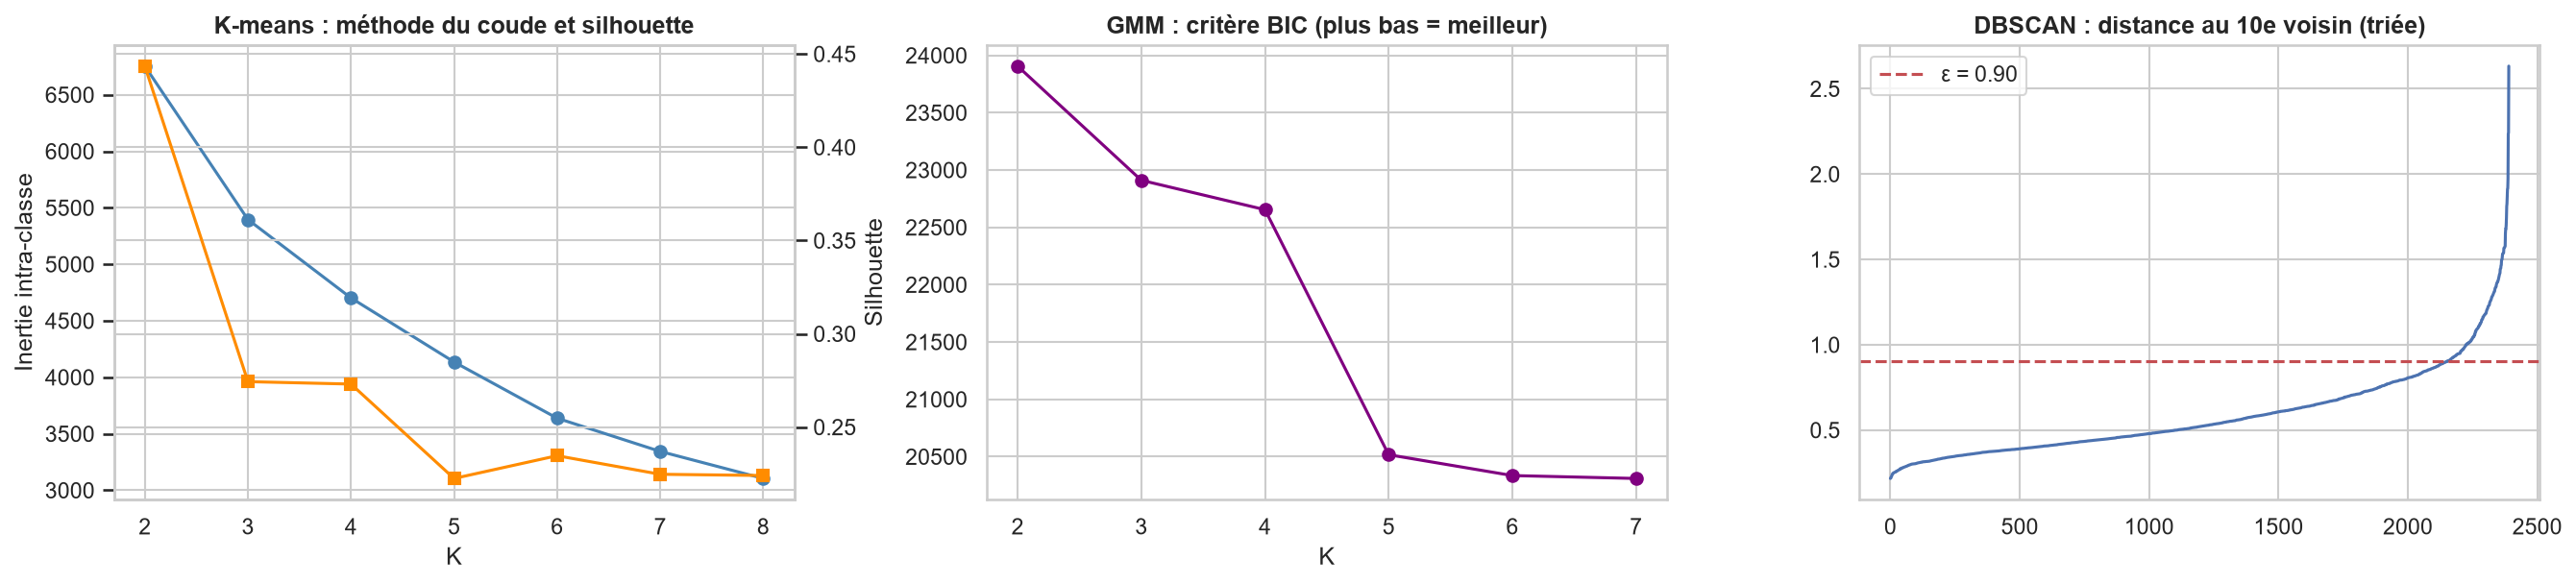 K-means : méthode du coude et silhouette
Inertie intra-classe
6500
6000
5500
5000
4500
4000
3500
3000
0.45
0.40
0.35
0.30
0.25
Silhouette
2 3 4 5 6 7 8
K
GMM : critère BIC (plus bas = meilleur)
24000
23500
23000
22500
22000
21500
21000
20500
2 3 4 5 6 7
K
DBSCAN : distance au 10e voisin (triée)
ε = 0.90
2.5
2.0
1.5
1.0
0.5
0 500 1000 1500 2000 2500